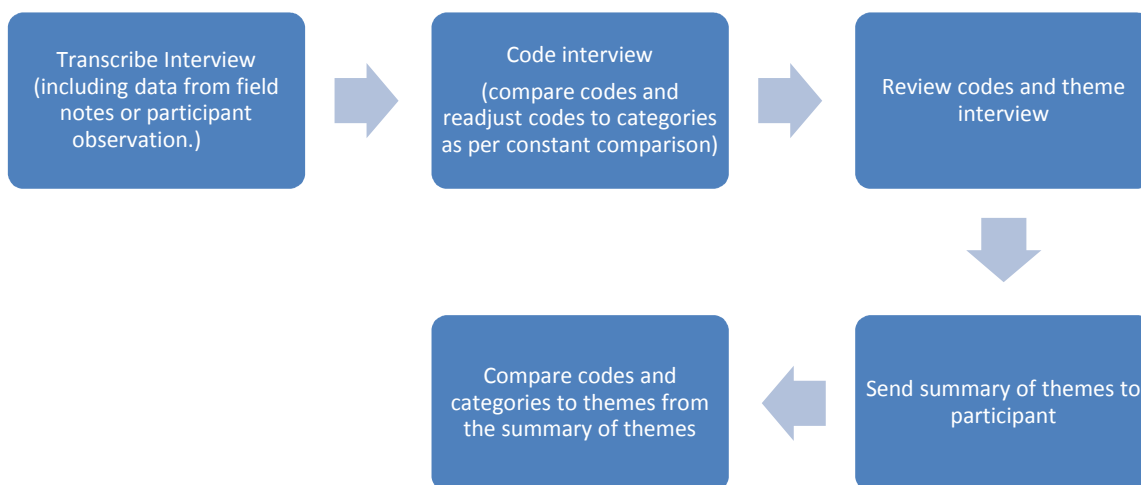 Transcribe Interview
(including data from field
notes or participant
observation.)
Code interview
(compare codes and
readjust codes to categories
as per constant comparison)
Review codes and theme
interview
Send summary of themes to
participant
Compare codes and
categories to themes from
the summary of themes